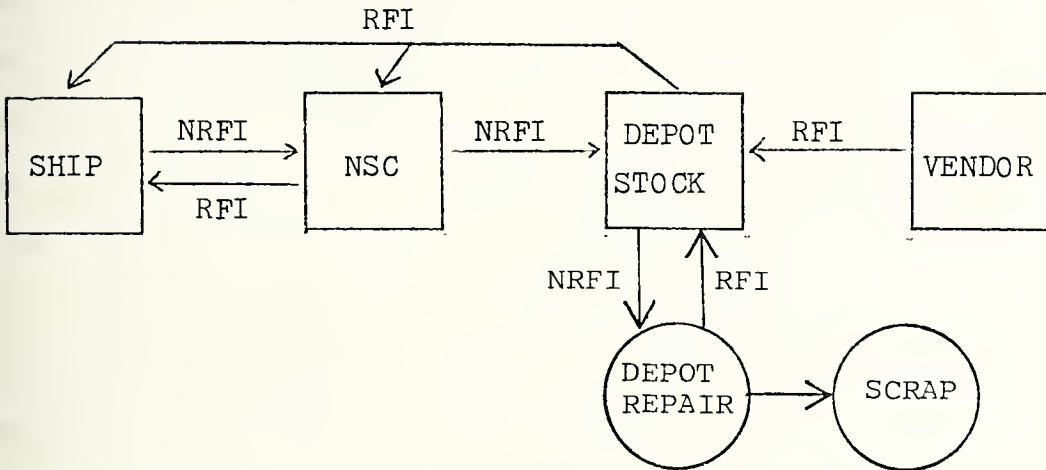 RFI
SHIP
NRFI
RFI
NSC
NRFI
DEPOT
STOCK
RFI
VENDOR
NRFI
RFI
DEPOT
REPAIR
SCRAP